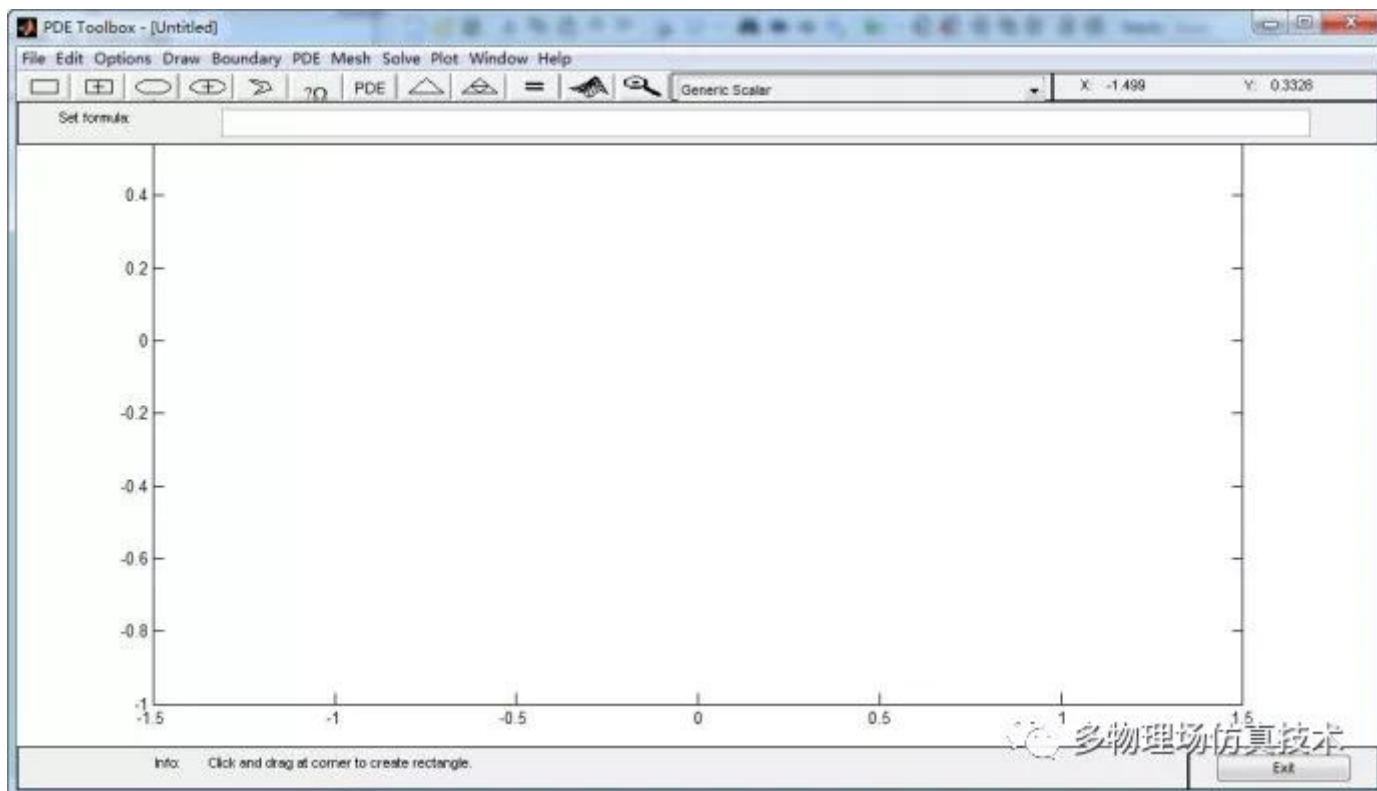 PDE Toolbox - [Untitled]
File Edit Options Draw Boundary PDE Mesh Solve Plot Window Help
PDE Generic Scalar X: -1.499 Y: 0.3326
Set formula:
0.4
0.2
0
-0.2
-0.4
-0.6
-0.8
-1
-1.5 -1 -0.5 0 0.5 1 1.5
多物理场仿真技术
Info: Click and drag at corner to create rectangle.
Exit